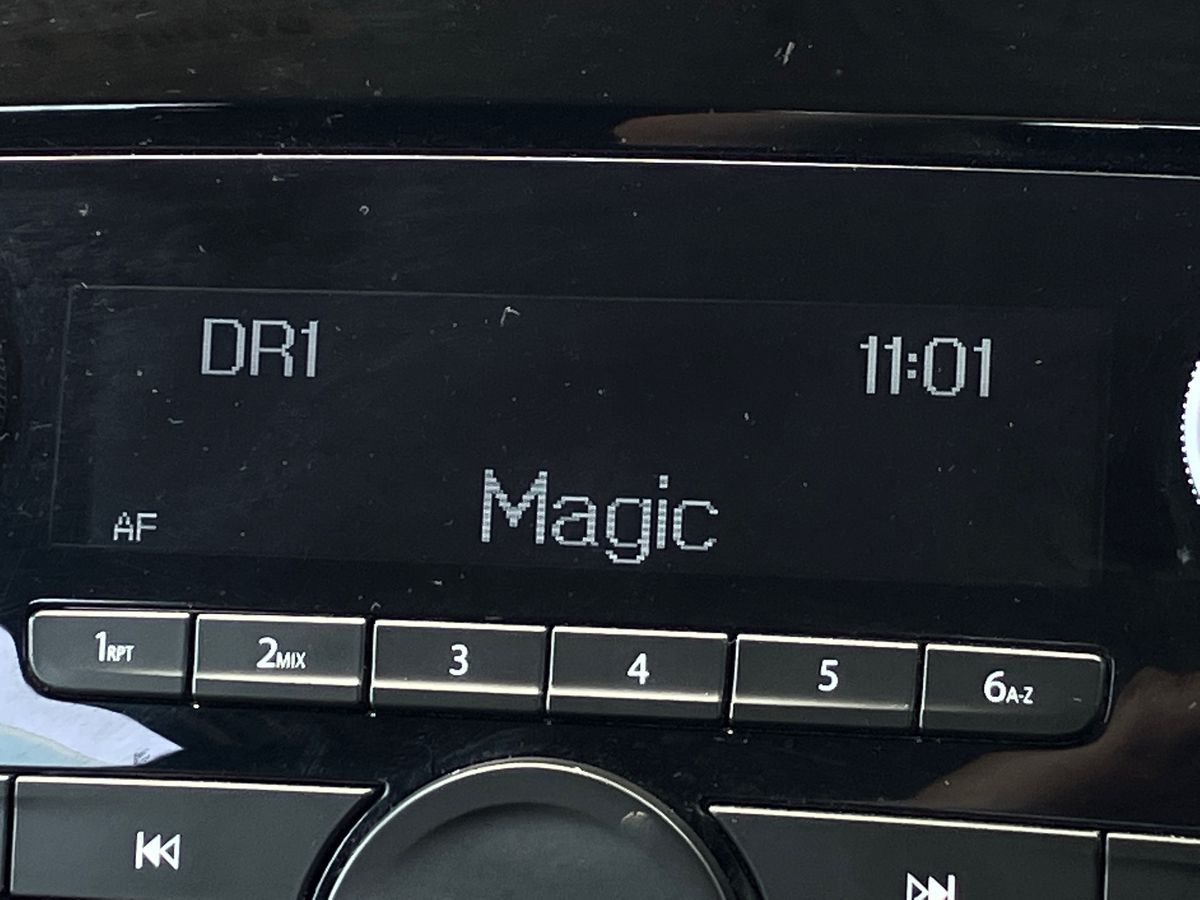 DR1 11:01
Magic
AF
1RPT 2MIX 3 4 5 6A-Z